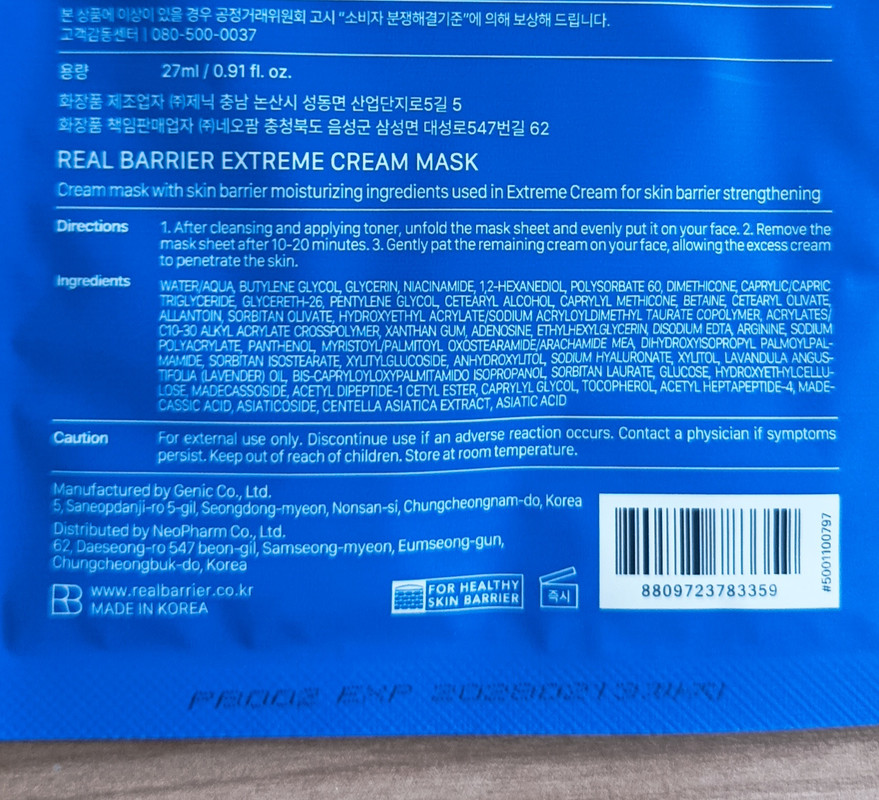 본 상품에 이상이 있을 경우 공정거래위원회 고시 "소비자 분쟁해결기준"에 의해 보상해 드립니다.
고객감동센터 | 080-500-0037
용량 27ml / 0.91 fl. oz.
화장품 제조업자 ㈜제닉 충남 논산시 성동면 산업단지로5길 5
화장품 책임판매업자 ㈜네오팜 충청북도 음성군 삼성면 대성로547번길 62
REAL BARRIER EXTREME CREAM MASK
Cream mask with skin barrier moisturizing ingredients used in Extreme Cream for skin barrier strengthening
Directions 1. After cleansing and applying toner, unfold the mask sheet and evenly put it on your face. 2. Remove the
mask sheet after 10-20 minutes. 3. Gently pat the remaining cream on your face, allowing the excess cream
to penetrate the skin.
Ingredients WATER/AQUA, BUTYLENE GLYCOL, GLYCERIN, NIACINAMIDE, 1,2-HEXANEDIOL, POLYSORBATE 60, DIMETHICONE, CAPRYLIC/CAPRIC
TRIGLYCERIDE, GLYCERETH-26, PENTYLENE GLYCOL, CETEARYL ALCOHOL, CAPRYLYL METHICONE, BETAINE, CETEARYL OLIVATE,
ALLANTOIN, SORBITAN OLIVATE, HYDROXYETHYL ACRYLATE/SODIUM ACRYLOYLDIMETHYL TAURATE COPOLYMER, ACRYLATES/
C10-30 ALKYL ACRYLATE CROSSPOLYMER, XANTHAN GUM, ADENOSINE, ETHYLHEXYLGLYCERIN, DISODIUM EDTA, ARGININE, SODIUM
POLYACRYLATE, PANTHENOL, MYRISTOYL/PALMITOYL OXOSTEARAMIDE/ARACHAMIDE MEA, DIHYDROXYISOPROPYL PALMOYLPAL-
MAMIDE, SORBITAN ISOSTEARATE, XYLITYLGLUCOSIDE, ANHYDROXYLITOL, SODIUM HYALURONATE, XYLITOL, LAVANDULA ANGUS-
TIFOLIA (LAVENDER) OIL, BIS-CAPRYLOYLOXYPALMITAMIDO ISOPROPANOL, SORBITAN LAURATE, GLUCOSE, HYDROXYETHYLCELLU-
LOSE, MADECASSOSIDE, ACETYL DIPEPTIDE-1 CETYL ESTER, CAPRYLYL GLYCOL, TOCOPHEROL, ACETYL HEPTAPEPTIDE-4, MADE-
CASSIC ACID, ASIATICOSIDE, CENTELLA ASIATICA EXTRACT, ASIATIC ACID
Caution For external use only. Discontinue use if an adverse reaction occurs. Contact a physician if symptoms
persist. Keep out of reach of children. Store at room temperature.
Manufactured by Genic Co., Ltd.
5, Saneopdanji-ro 5-gil, Seongdong-myeon, Nonsan-si, Chungcheongnam-do, Korea
Distributed by NeoPharm Co., Ltd.
62, Daeseong-ro 547 beon-gil, Samseong-myeon, Eumseong-gun,
Chungcheongbuk-do, Korea
www.realbarrier.co.kr
MADE IN KOREA
FOR HEALTHY
SKIN BARRIER
즉시
8809723783359
#5001100797
EXP